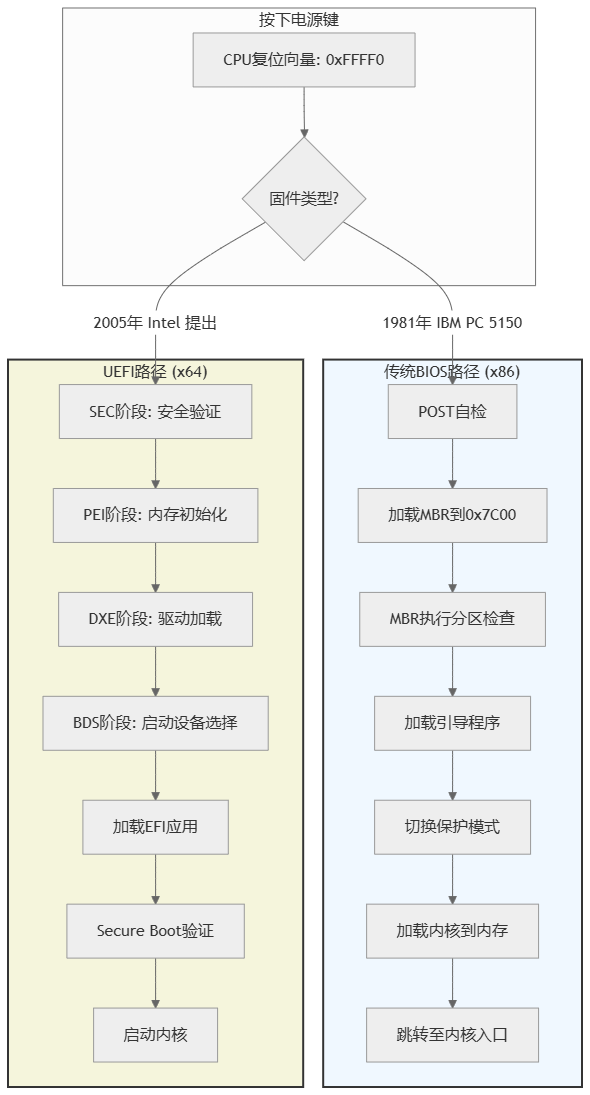 按下电源键
CPU复位向量: 0xFFFF0
固件类型?
2005年 Intel 提出
1981年 IBM PC 5150
UEFI路径 (x64)
SEC阶段: 安全验证
PEI阶段: 内存初始化
DXE阶段: 驱动加载
BDS阶段: 启动设备选择
加载EFI应用
Secure Boot验证
启动内核
传统BIOS路径 (x86)
POST自检
加载MBR到0x7C00
MBR执行分区检查
加载引导程序
切换保护模式
加载内核到内存
跳转至内核入口